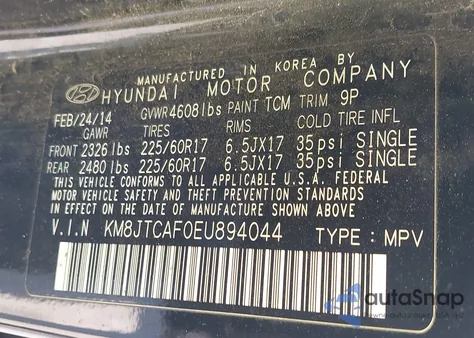 MANUFACTURED IN KOREA BY
HYUNDAI MOTOR COMPANY
FEB/24/14 GVWR 4608lbs PAINT TCM TRIM 9P
GAWR TIRES RIMS COLD TIRE INFL
FRONT 2326 lbs 225/60R17 6.5JX17 35psi SINGLE
REAR 2480 lbs 225/60R17 6.5JX17 35psi SINGLE
THIS VEHICLE CONFORMS TO ALL APPLICABLE U.S.A. FEDERAL
MOTOR VEHICLE SAFETY AND BUMPER STANDARDS
IN EFFECT ON THE DATE OF MANUFACTURE SHOWN ABOVE
V.I.N KM8JTCAF0EU894044 TYPE : MPV
autoSnap